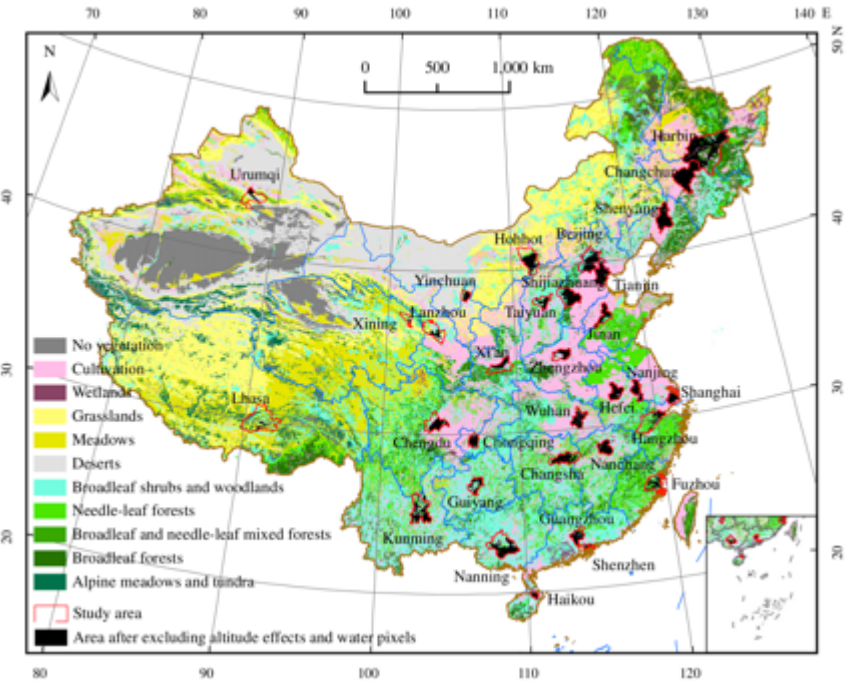 70 80 90 100 110 120 130 140 E
N
0 500 1,000 km
50 N
40
30
20
40
30
20
Harbin
Changchun
Shenyang
Urumqi
Hohhot Beijing
Yinchuan Shijiazhuang Tianjin
Xining Lanzhou Taiyuan Jinan
Xi'an Zhengzhou Nanjing
Lhasa Shanghai
Wuhan Hefei
Hangzhou
Chengdu Chongqing
Changsha Nanchang
Guiyang Fuzhou
Kunming Guangzhou
Nanning Shenzhen
Haikou
No vegetation
Cultivation
Wetlands
Grasslands
Meadows
Deserts
Broadleaf shrubs and woodlands
Needle-leaf forests
Broadleaf and needle-leaf mixed forests
Broadleaf forests
Alpine meadows and tundra
Study area
Area after excluding altitude effects and water pixels
80 90 100 110 120